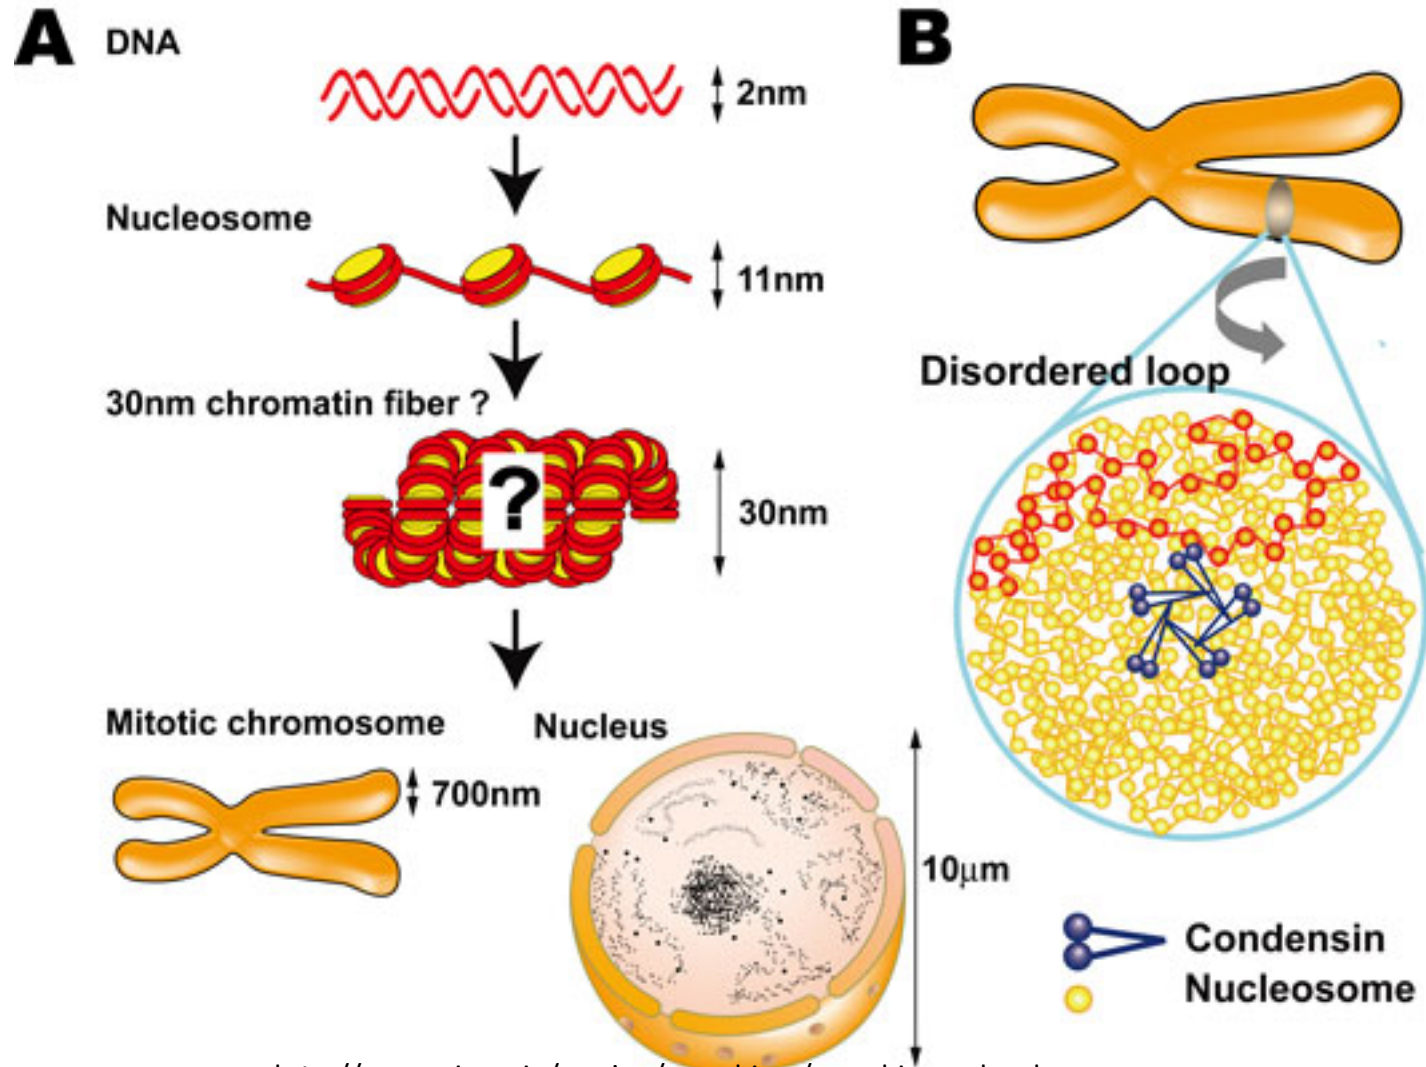 A
DNA
2nm
Nucleosome
11nm
30nm chromatin fiber ?
?
30nm
Mitotic chromosome
700nm
Nucleus
10μm
B
Disordered loop
Condensin
Nucleosome